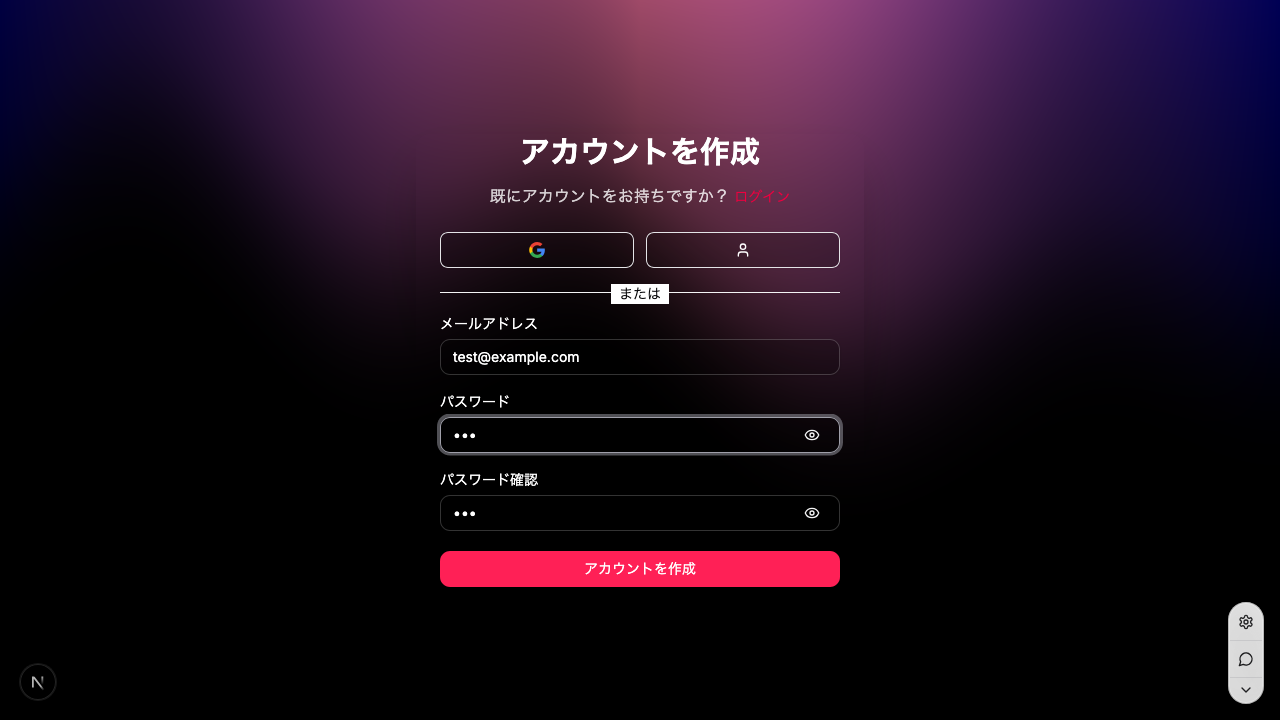 アカウントを作成
既にアカウントをお持ちですか？ ログイン
または
メールアドレス
test@example.com
パスワード
•••
パスワード確認
•••
アカウントを作成
N